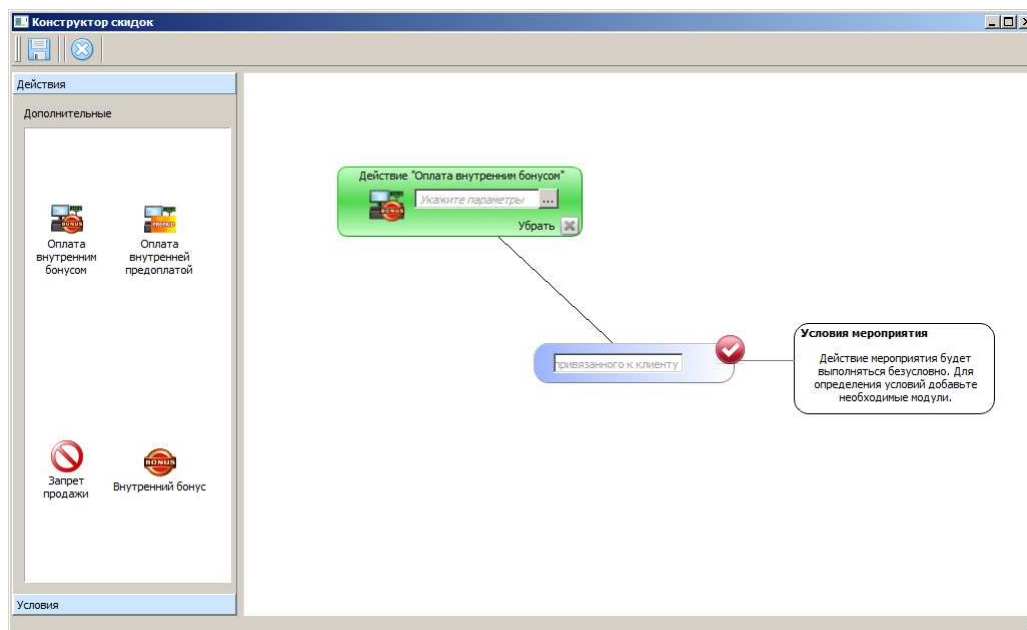 Конструктор скидок
Действия
Дополнительные
Оплата
внутренним
бонусом
Оплата
внутренней
предоплатой
Запрет
продажи
Внутренний бонус
Условия
Действие "Оплата внутренним бонусом"
Укажите параметры
...
Убрать
привязанного к клиенту
Условия мероприятия
Действие мероприятия будет
выполняться безусловно. Для
определения условий добавьте
необходимые модули.